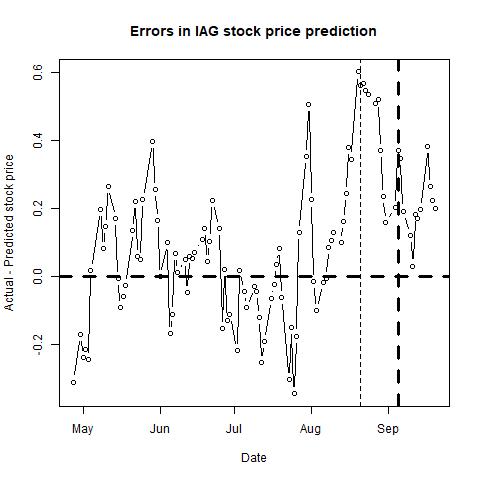 Errors in IAG stock price prediction
Actual - Predicted stock price
0.6
0.4
0.2
0.0
-0.2
May Jun Jul Aug Sep
Date